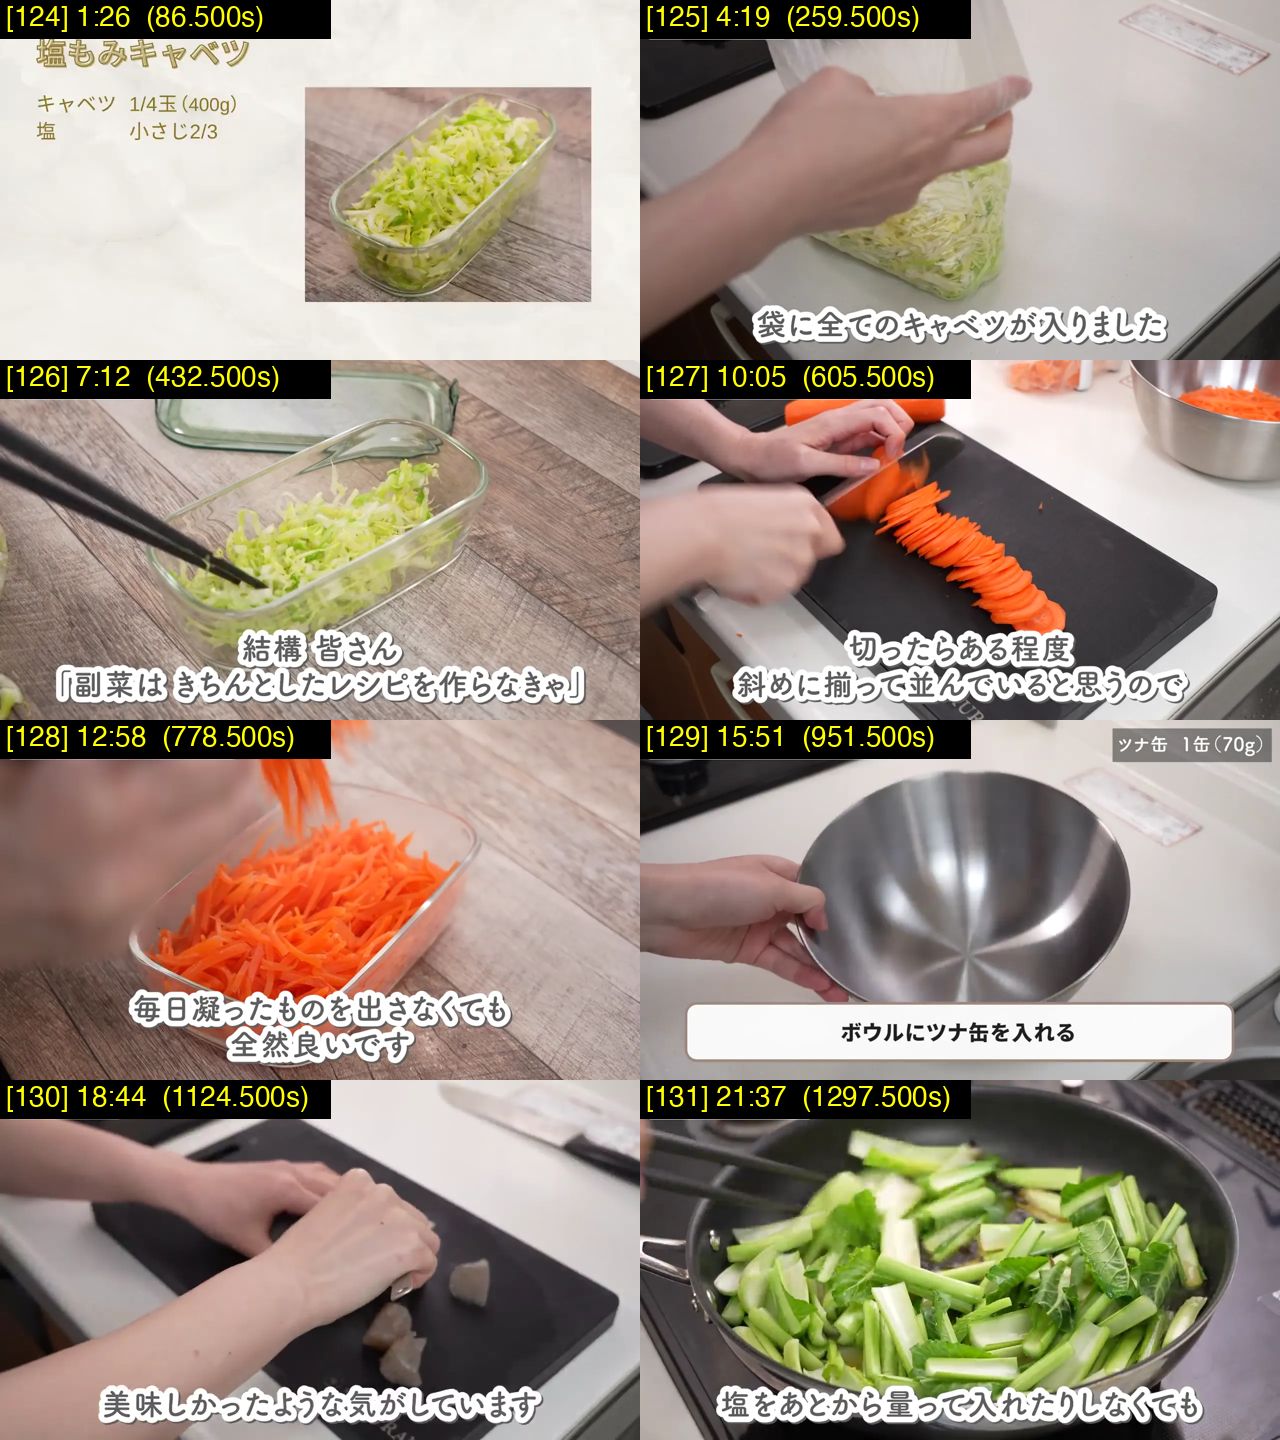 [124] 1:26 (86.500s)
塩もみキャベツ
キャベツ 1/4玉（400g）
塩 小さじ2/3
[125] 4:19 (259.500s)
袋に全てのキャベツが入りました
[126] 7:12 (432.500s)
結構 皆さん
「副菜は きちんとしたレシピを作らなきゃ」
[127] 10:05 (605.500s)
切ったらある程度
斜めに揃って並んでいると思うので
[128] 12:58 (778.500s)
毎日凝ったものを出さなくても
全然良いです
[129] 15:51 (951.500s)
ツナ缶 1缶（70g）
ボウルにツナ缶を入れる
[130] 18:44 (1124.500s)
美味しかったような気がしています
[131] 21:37 (1297.500s)
塩をあとから量って入れたりしなくても